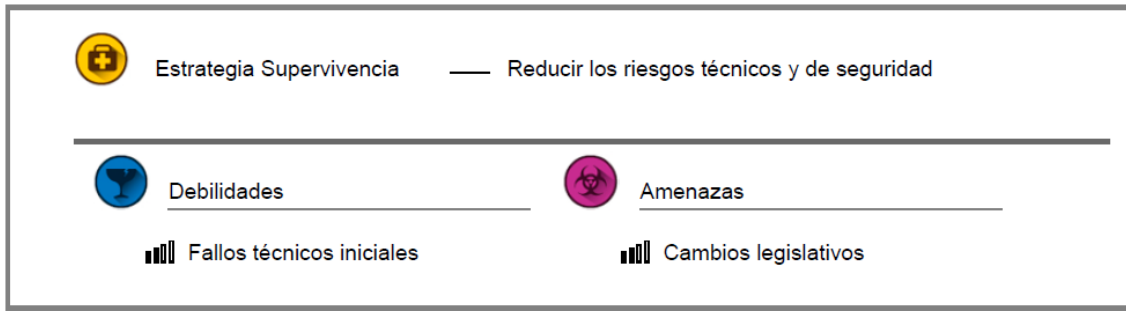 Estrategia Supervivencia — Reducir los riesgos técnicos y de seguridad
Debilidades
Amenazas
Fallos técnicos iniciales
Cambios legislativos